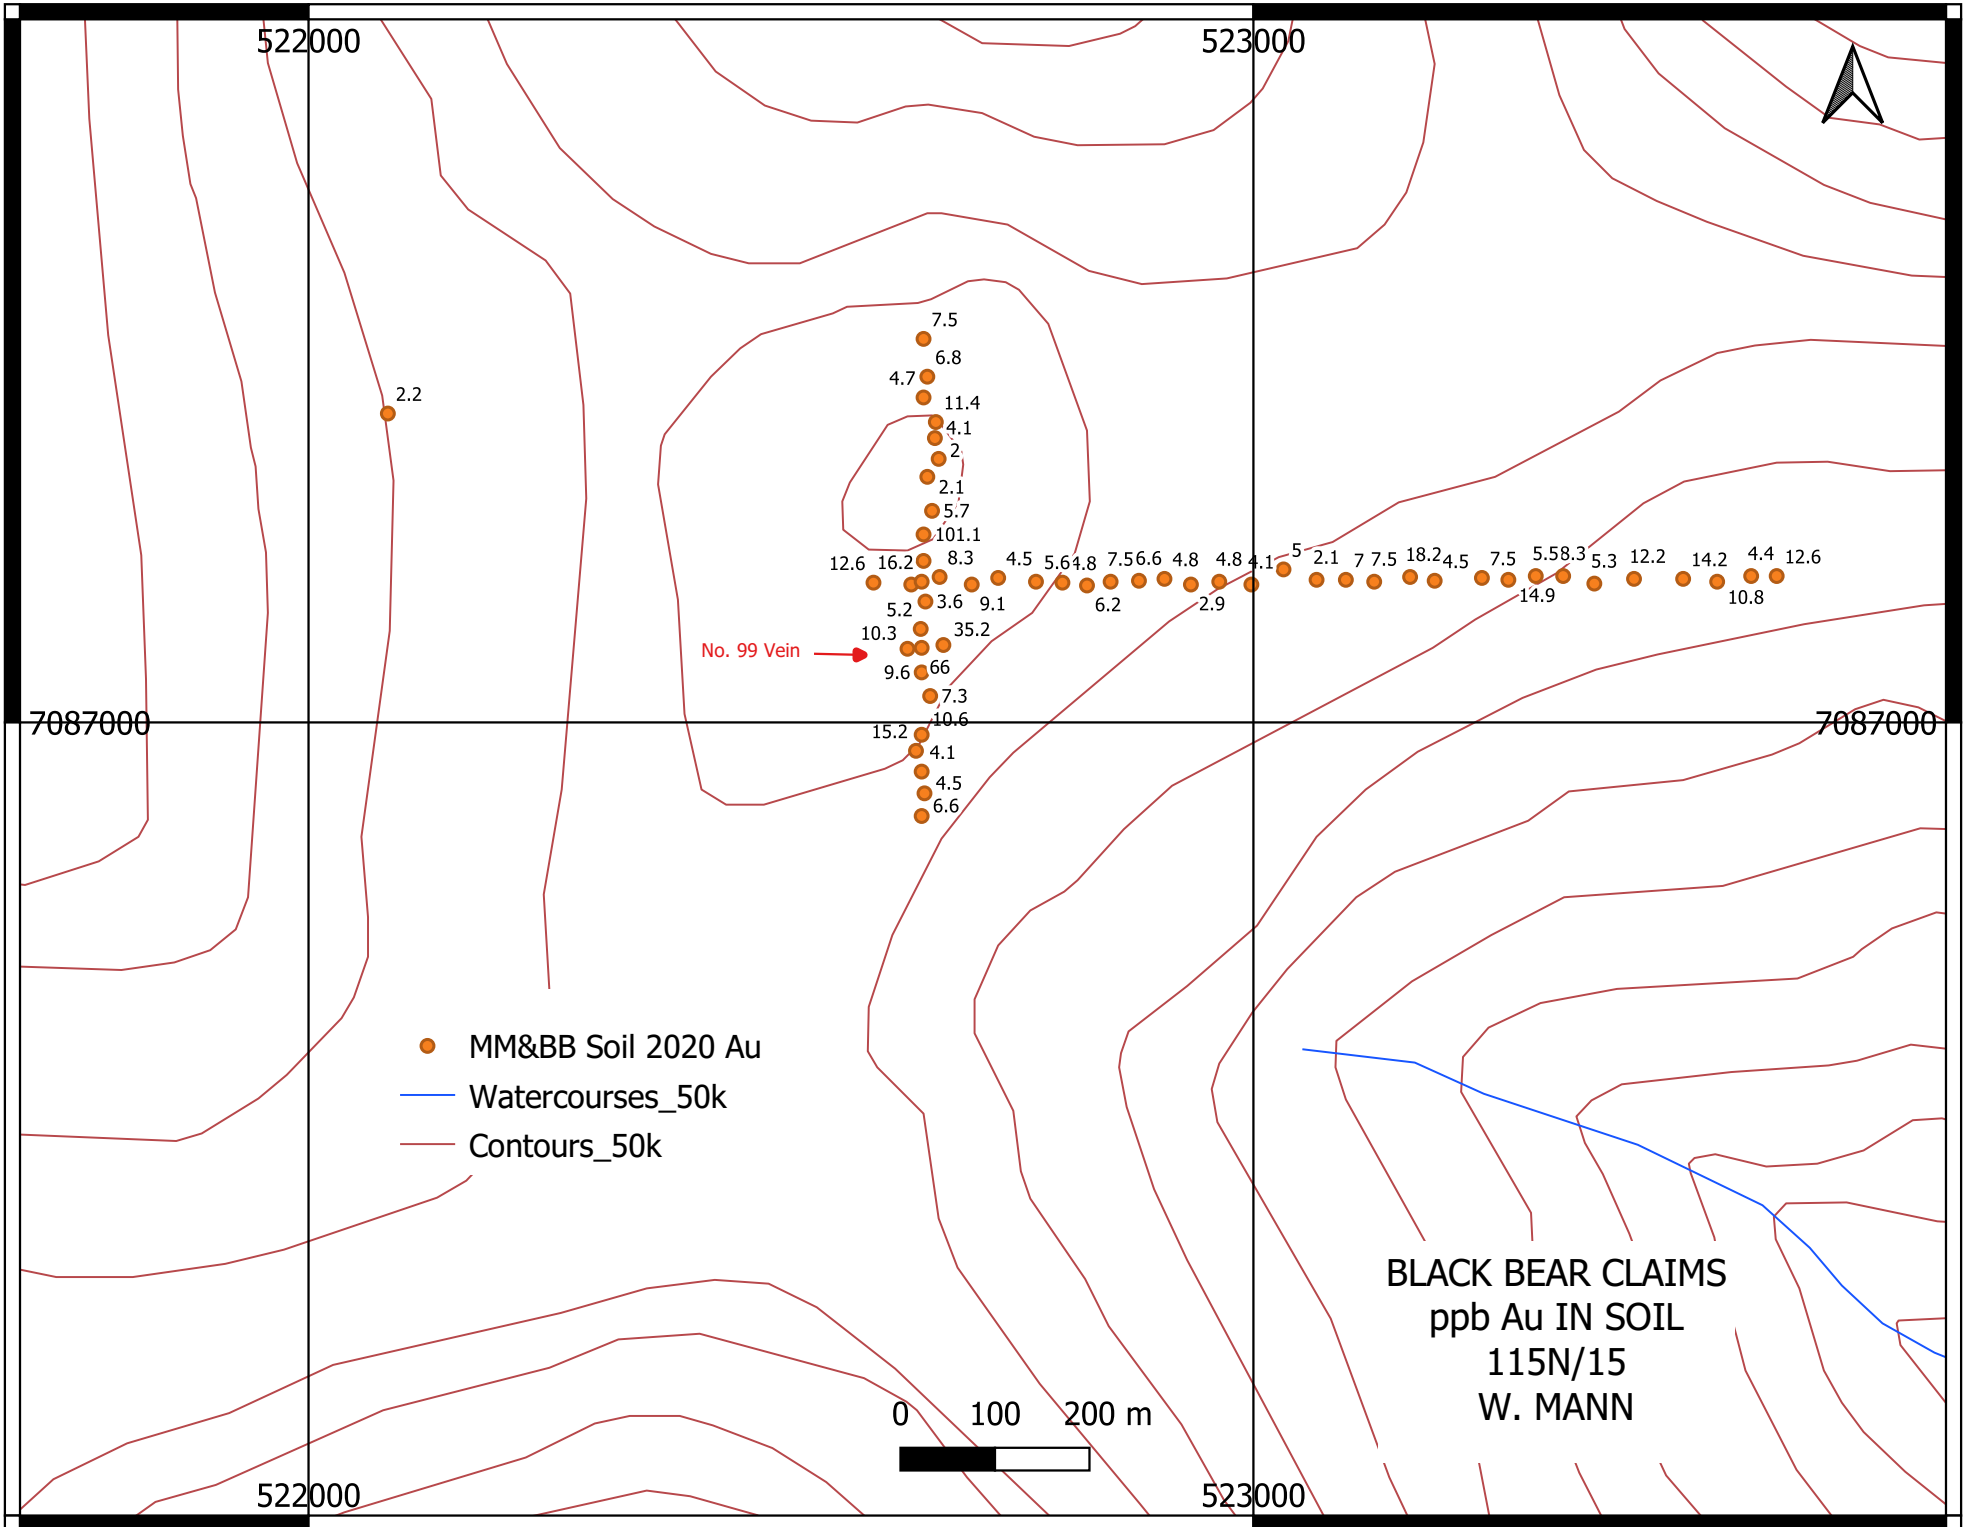 522000
523000
7.5
6.8
4.7
2.2
11.4
4.1
2
2.1
5.7
101.1
12.6 16.2 8.3 4.5 5.6 4.8 7.5 6.6 4.8 4.8 4.1 5 2.1 7 7.5 18.2 4.5 7.5 5.5 8.3 5.3 12.2 14.2 4.4 12.6
5.2 3.6 9.1 6.2 2.9 14.9 10.8
10.3 35.2
No. 99 Vein
9.6 66
7.3
7087000
10.6
7087000
15.2
4.1
4.5
6.6
MM&BB Soil 2020 Au
Watercourses_50k
Contours_50k
BLACK BEAR CLAIMS
ppb Au IN SOIL
115N/15
W. MANN
0 100 200 m
522000
523000